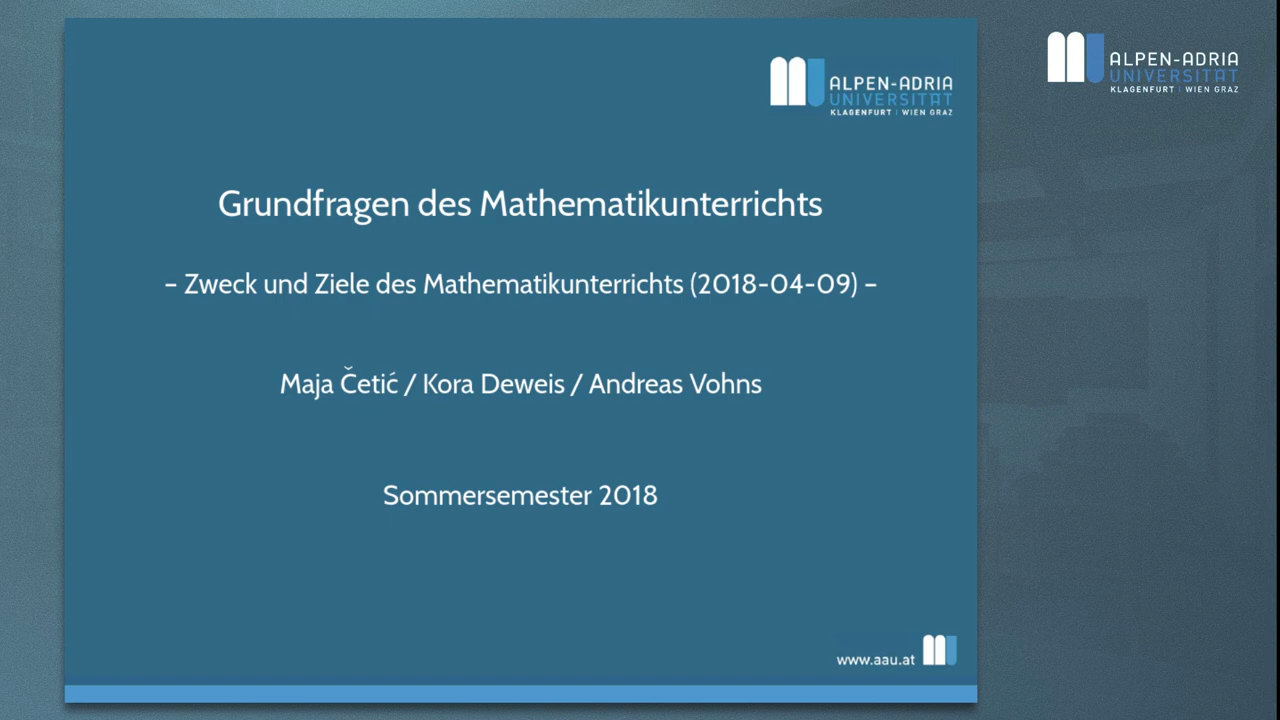 ALPEN-ADRIA
UNIVERSITÄT
KLAGENFURT | WIEN GRAZ
Grundfragen des Mathematikunterrichts
– Zweck und Ziele des Mathematikunterrichts (2018-04-09) –
Maja Četić / Kora Deweis / Andreas Vohns
Sommersemester 2018
www.aau.at
ALPEN-ADRIA
UNIVERSITÄT
KLAGENFURT | WIEN GRAZ